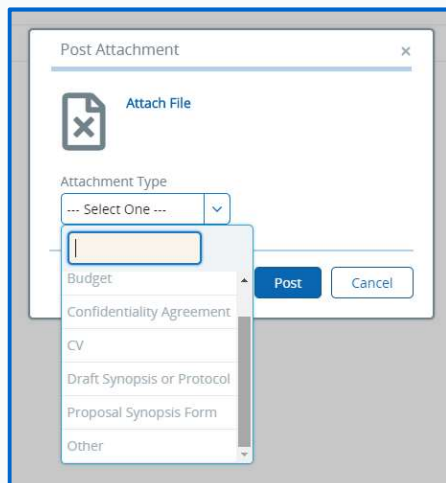 Post Attachment ×
Attach File
Attachment Type
--- Select One ---
Budget
Confidentiality Agreement
CV
Draft Synopsis or Protocol
Proposal Synopsis Form
Other
Post Cancel